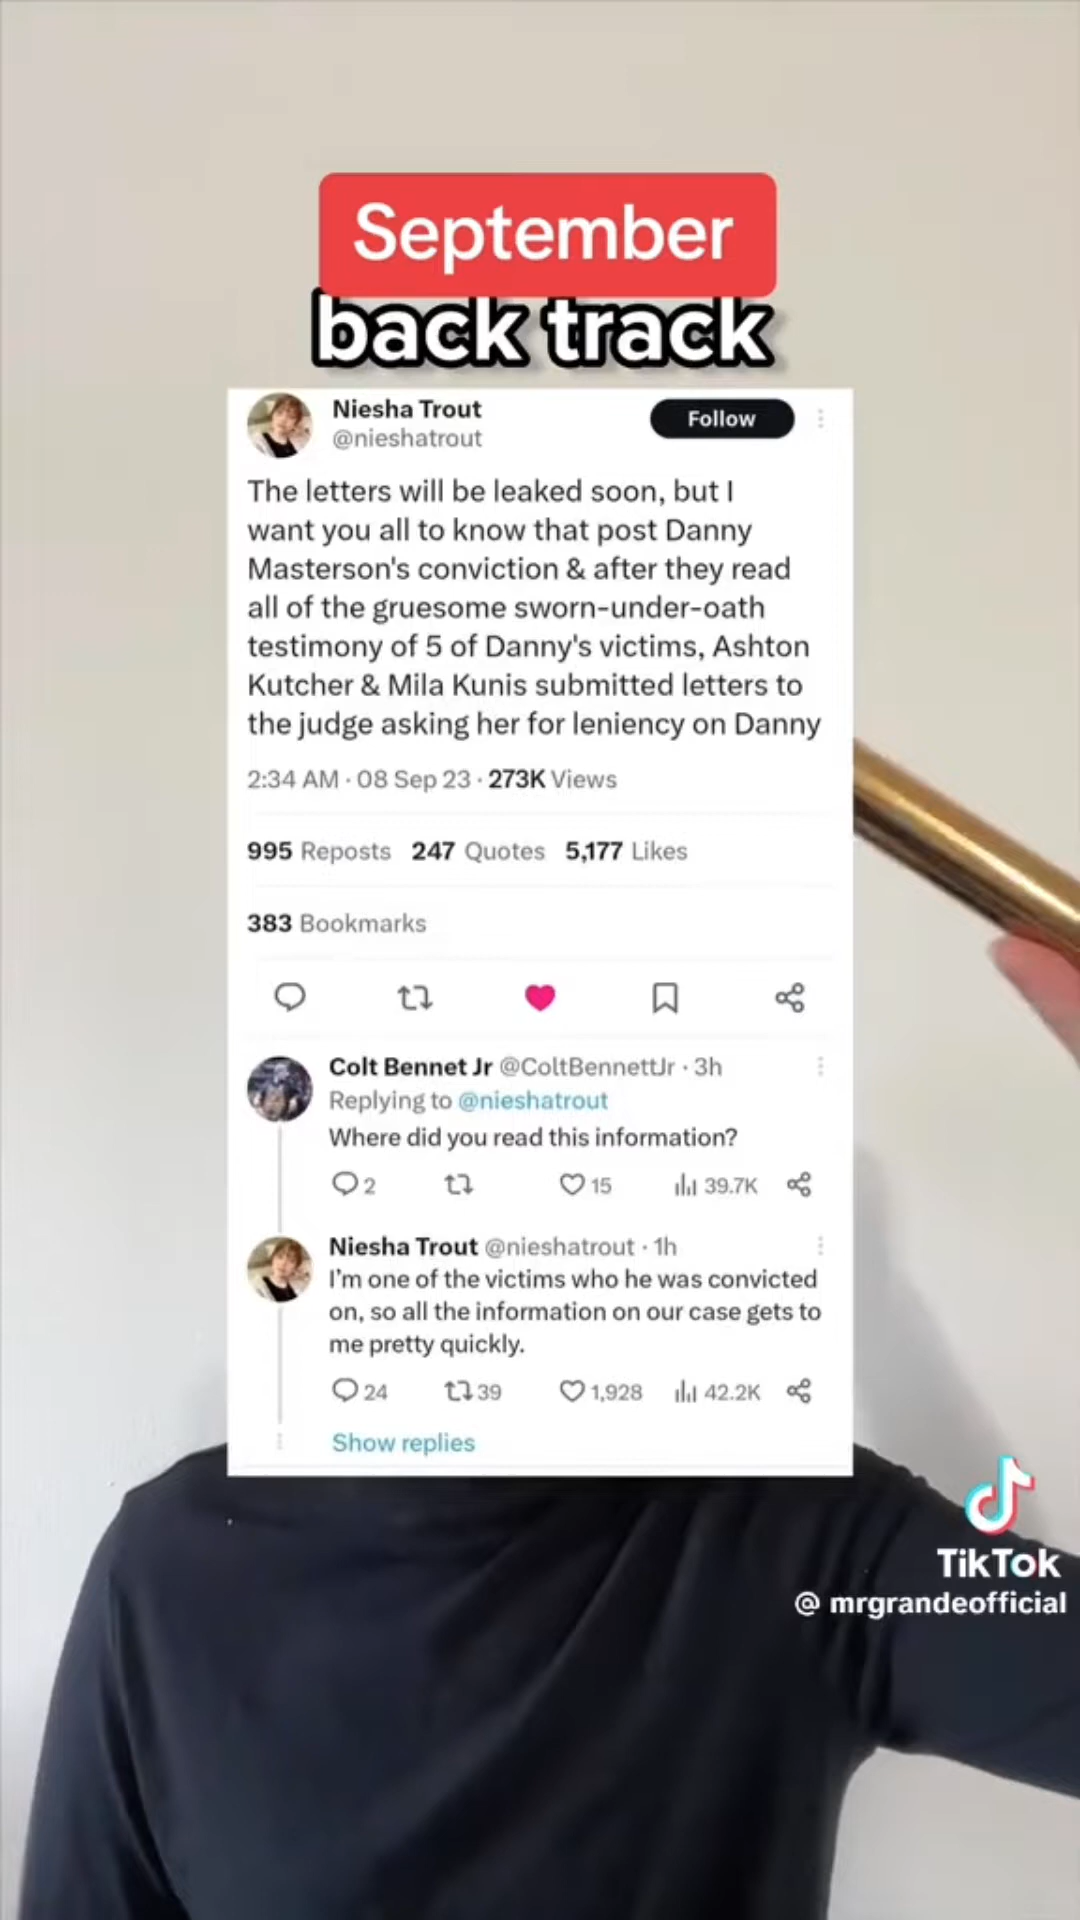 September
back track
Niesha Trout
@nieshatrout
Follow
The letters will be leaked soon, but I
want you all to know that post Danny
Masterson's conviction & after they read
all of the gruesome sworn-under-oath
testimony of 5 of Danny's victims, Ashton
Kutcher & Mila Kunis submitted letters to
the judge asking her for leniency on Danny
2:34 AM · 08 Sep 23 · 273K Views
995 Reposts 247 Quotes 5,177 Likes
383 Bookmarks
Colt Bennet Jr @ColtBennettJr · 3h
Replying to @nieshatrout
Where did you read this information?
2 15 39.7K
Niesha Trout @nieshatrout · 1h
I'm one of the victims who he was convicted
on, so all the information on our case gets to
me pretty quickly.
24 39 1,928 42.2K
Show replies
TikTok
@ mrgrandeofficial